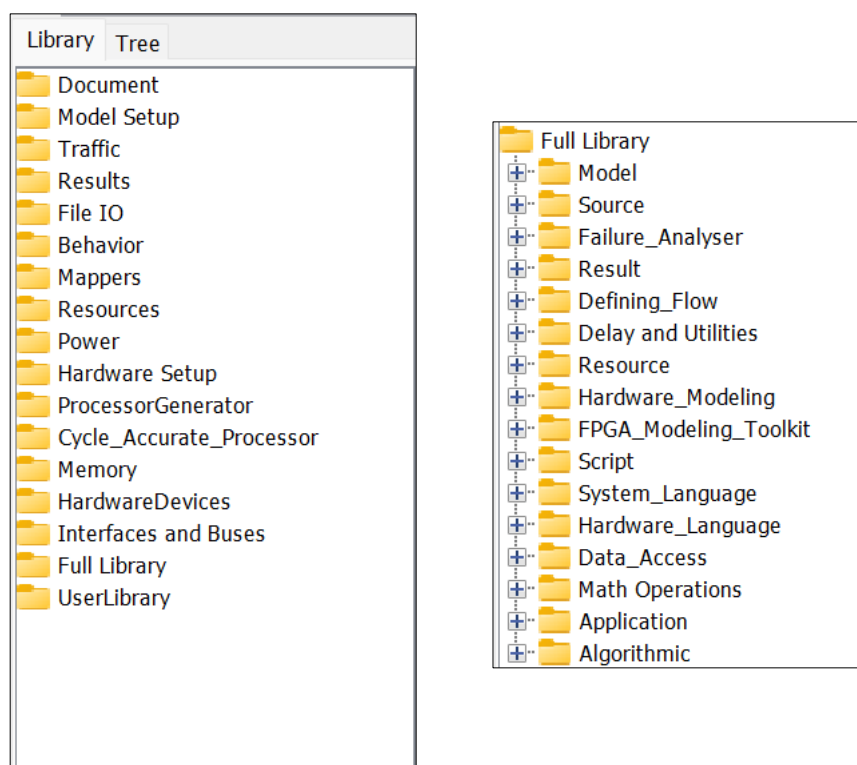 Library Tree
Document
Model Setup
Traffic
Results
File IO
Behavior
Mappers
Resources
Power
Hardware Setup
ProcessorGenerator
Cycle_Accurate_Processor
Memory
HardwareDevices
Interfaces and Buses
Full Library
UserLibrary
Full Library
Model
Source
Failure_Analyser
Result
Defining_Flow
Delay and Utilities
Resource
Hardware_Modeling
FPGA_Modeling_Toolkit
Script
System_Language
Hardware_Language
Data_Access
Math Operations
Application
Algorithmic